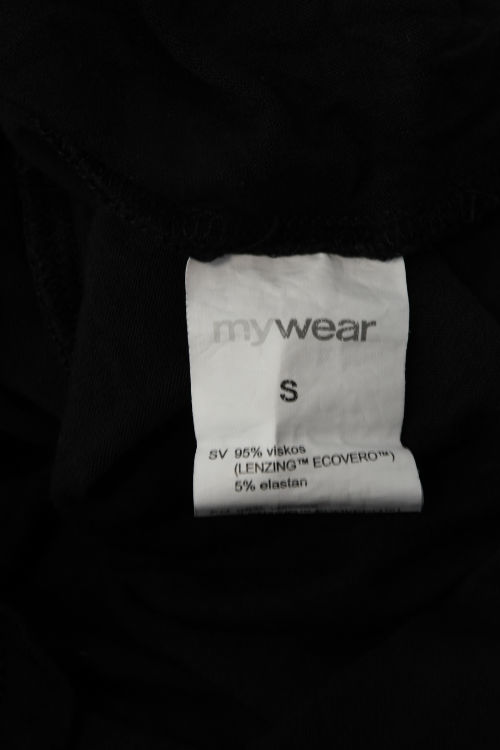 mywear
S
SV 95% viskos
(LENZING™ ECOVERO™)
5% elastan